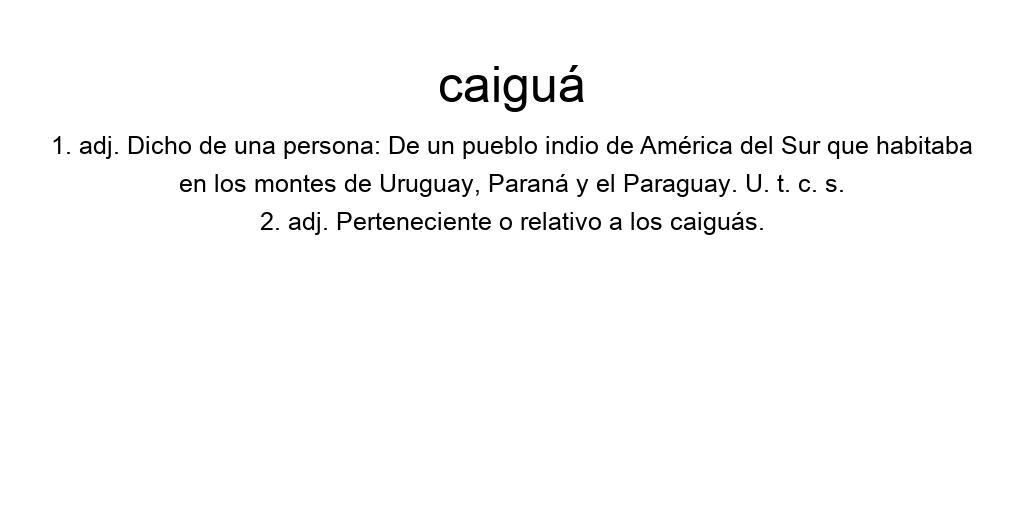 caiguá
1. adj. Dicho de una persona: De un pueblo indio de América del Sur que habitaba
en los montes de Uruguay, Paraná y el Paraguay. U. t. c. s.
2. adj. Perteneciente o relativo a los caiguás.